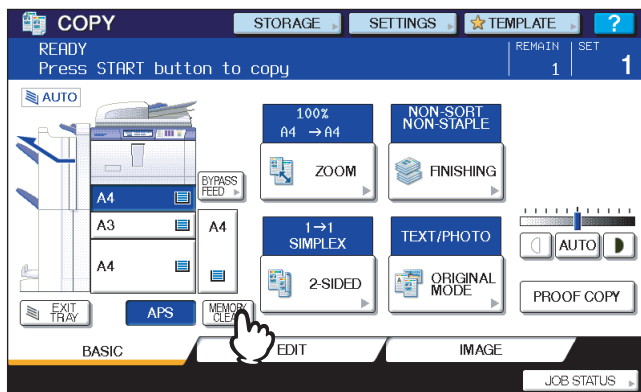 COPY
STORAGE
SETTINGS
TEMPLATE
?
READY
Press START button to copy
REMAIN
1
SET
1
AUTO
100%
A4 →A4
ZOOM
NON-SORT
NON-STAPLE
FINISHING
BYPASS
FEED
A4
A3
A4
A4
1→1
SIMPLEX
2-SIDED
TEXT/PHOTO
ORIGINAL
MODE
AUTO
PROOF COPY
EXIT
TRAY
APS
MEMORY
CLEAR
BASIC
EDIT
IMAGE
JOB STATUS